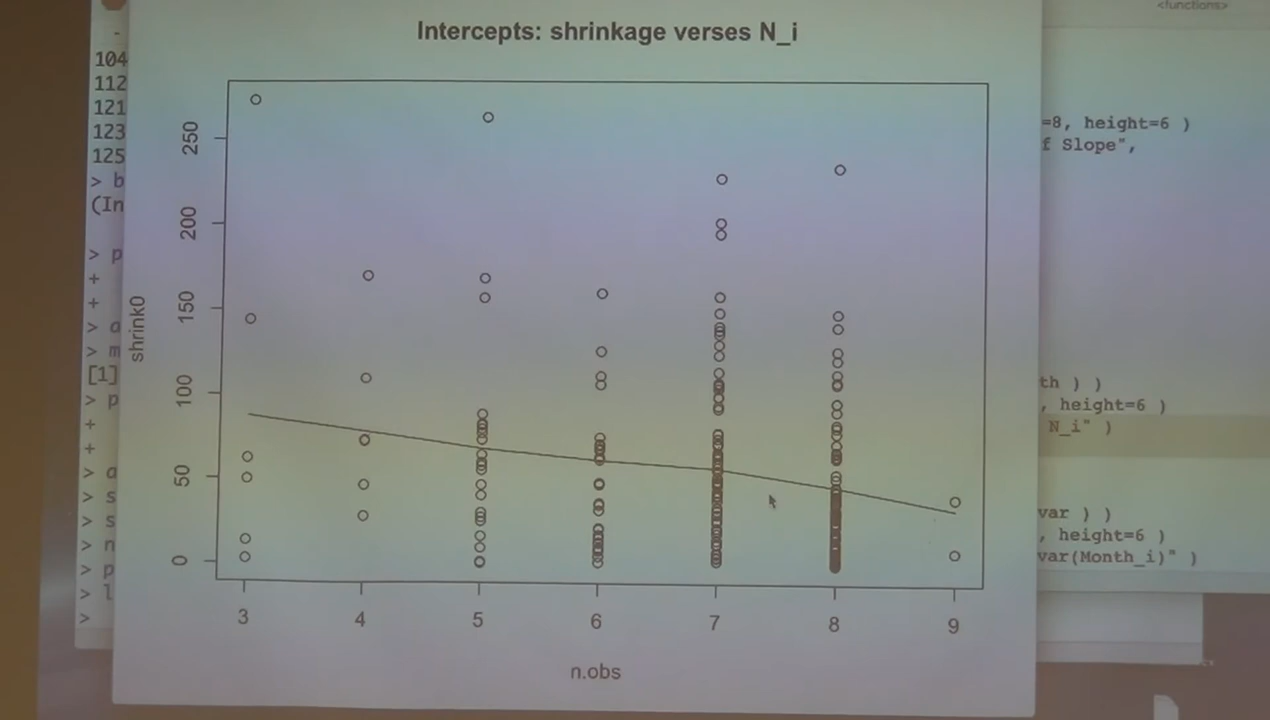 <functions>
Intercepts: shrinkage verses N_i
104
112
121
123
125
> b
(In
> p
+
+
> a
> m
[1]
> p
+
+
> a
> s
> s
> n
> p
> l
>
shrink0
250
200
150
100
50
0
3 4 5 6 7 8 9
n.obs
=8, height=6 )
f Slope",
th ) )
, height=6 )
N_i" )
var ) )
, height=6 )
var(Month_i)" )